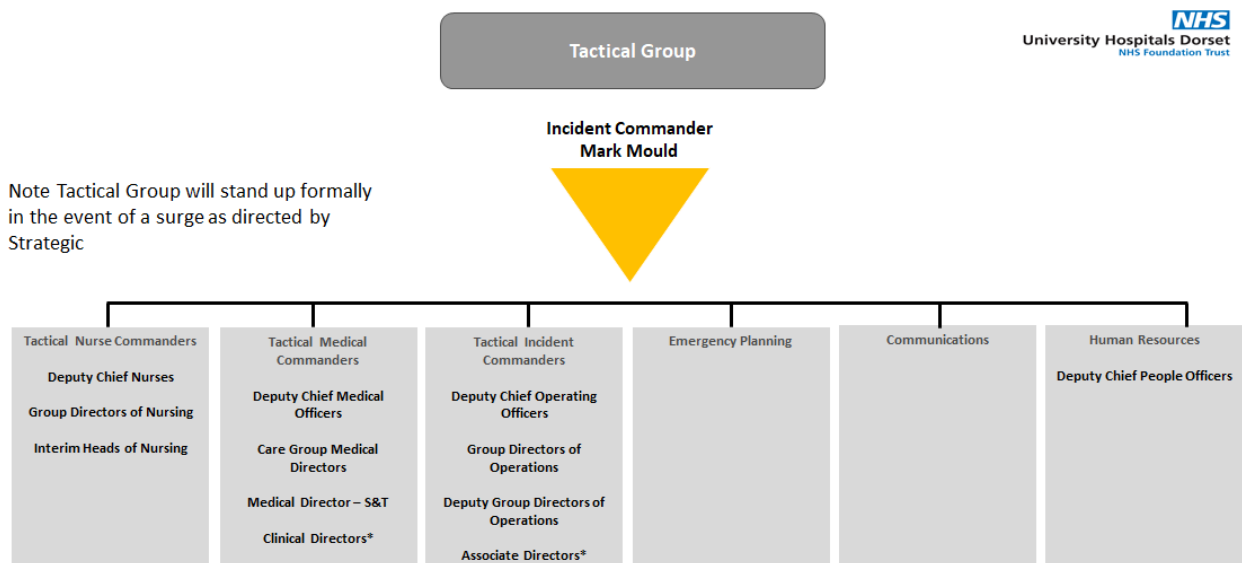 Tactical Group
NHS
University Hospitals Dorset
NHS Foundation Trust
Incident Commander
Mark Mould
Note Tactical Group will stand up formally
in the event of a surge as directed by
Strategic
Tactical Nurse Commanders
Deputy Chief Nurses
Group Directors of Nursing
Interim Heads of Nursing
Tactical Medical
Commanders
Deputy Chief Medical
Officers
Care Group Medical
Directors
Medical Director – S&T
Clinical Directors*
Tactical Incident
Commanders
Deputy Chief Operating
Officers
Group Directors of
Operations
Deputy Group Directors of
Operations
Associate Directors*
Emergency Planning
Communications
Human Resources
Deputy Chief People Officers